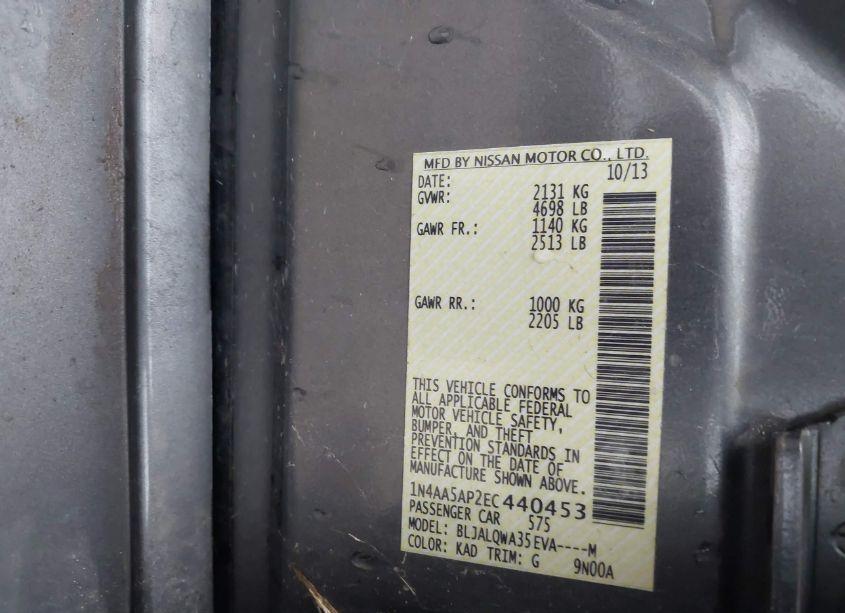 MFD BY NISSAN MOTOR CO., LTD.
DATE: 10/13
GVWR: 2131 KG
4698 LB
GAWR FR.: 1140 KG
2513 LB
GAWR RR.: 1000 KG
2205 LB
THIS VEHICLE CONFORMS TO
ALL APPLICABLE FEDERAL
MOTOR VEHICLE SAFETY,
BUMPER, AND THEFT
PREVENTION STANDARDS IN
EFFECT ON THE DATE OF
MANUFACTURE SHOWN ABOVE.
1N4AA5AP2EC440453
PASSENGER CAR 575
MODEL: BLJALQWA35EVA----M
COLOR: KAD TRIM: G 9N00A